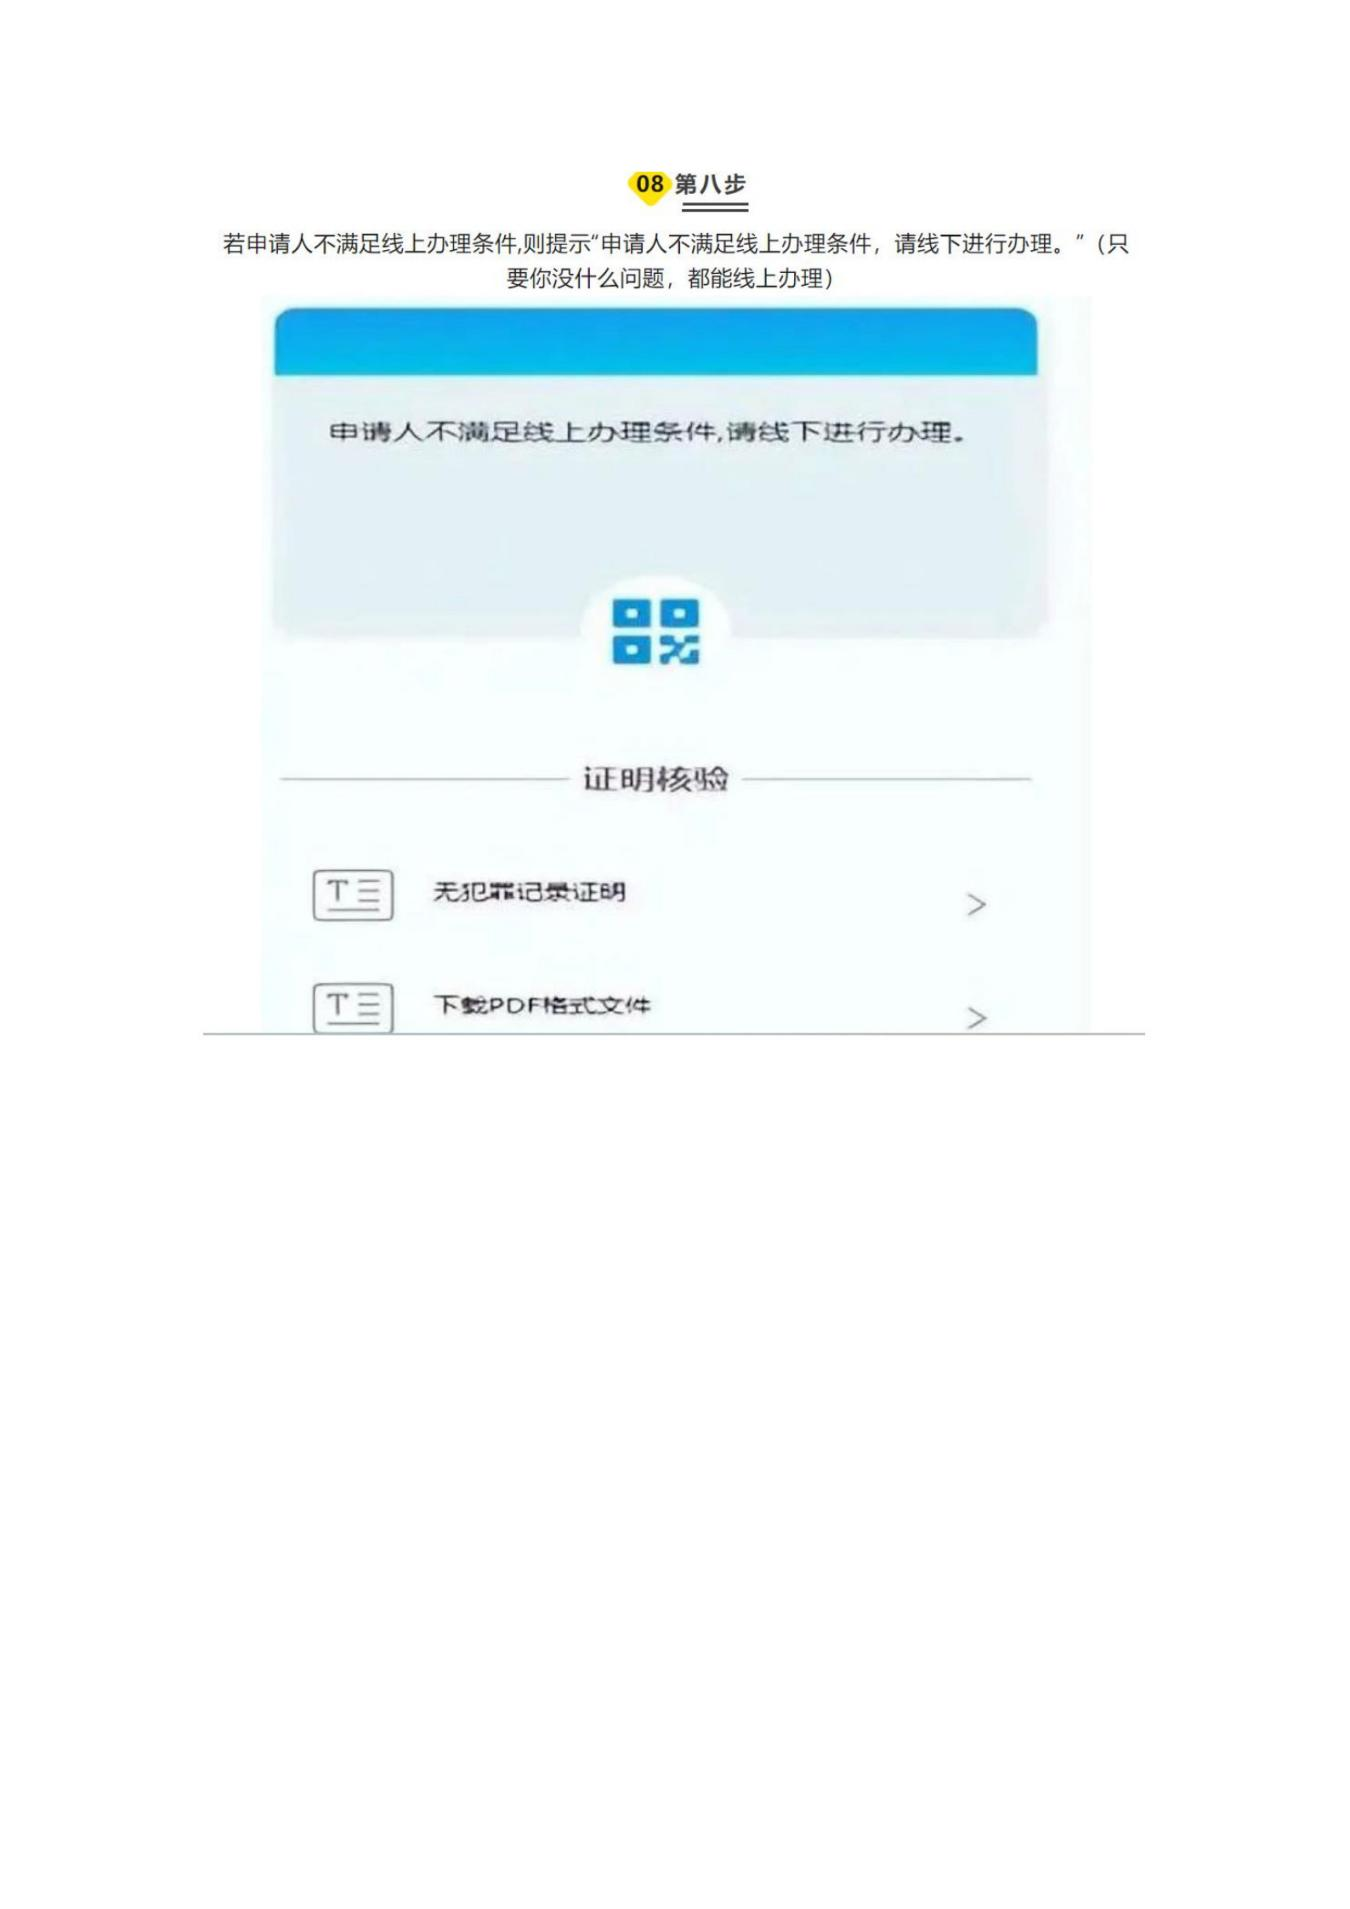 08 第八步
若申请人不满足线上办理条件,则提示“申请人不满足线上办理条件，请线下进行办理。”（只
要你没什么问题，都能线上办理）
申请人不满足线上办理条件,请线下进行办理。
证明核验
无犯罪记录证明
下载PDF格式文件